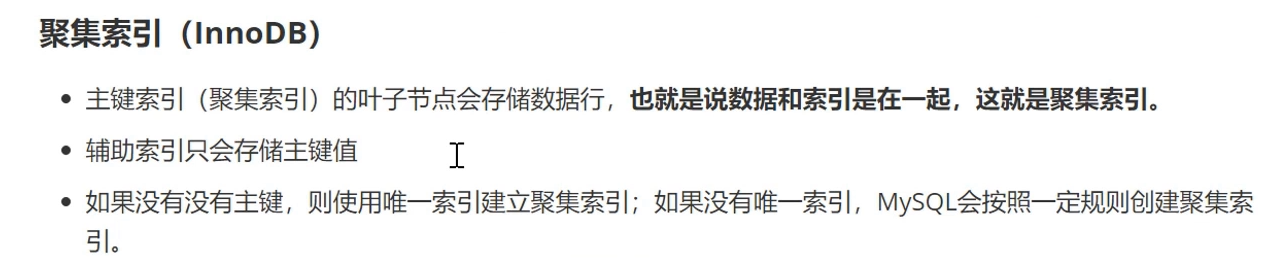 聚集索引（InnoDB）
• 主键索引（聚集索引）的叶子节点会存储数据行，也就是说数据和索引是在一起，这就是聚集索引。
• 辅助索引只会存储主键值
• 如果没有没有主键，则使用唯一索引建立聚集索引；如果没有唯一索引，MySQL会按照一定规则创建聚集索
引。